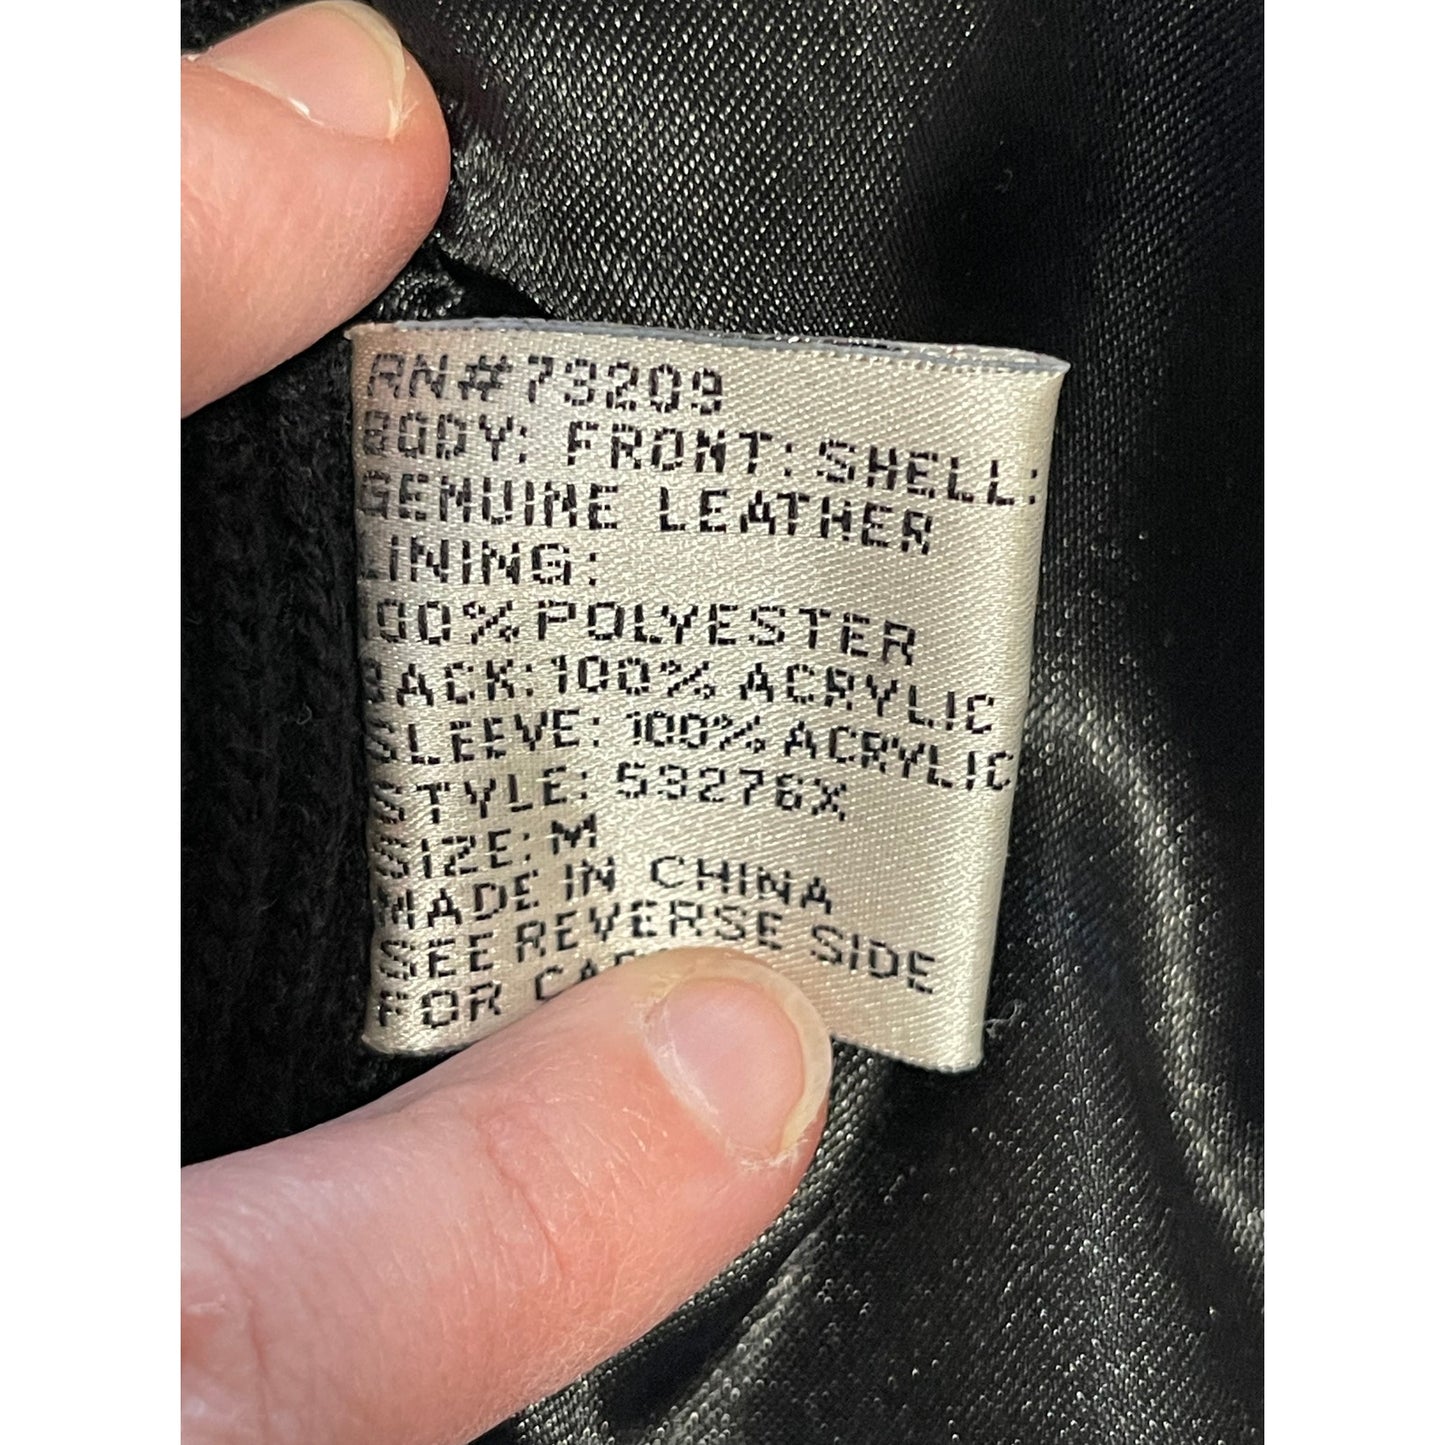 RN#73209
BODY: FRONT: SHELL:
GENUINE LEATHER
LINING:
100% POLYESTER
BACK: 100% ACRYLIC
SLEEVE: 100% ACRYLIC
STYLE: 53276X
SIZE: M
MADE IN CHINA
SEE REVERSE SIDE
FOR